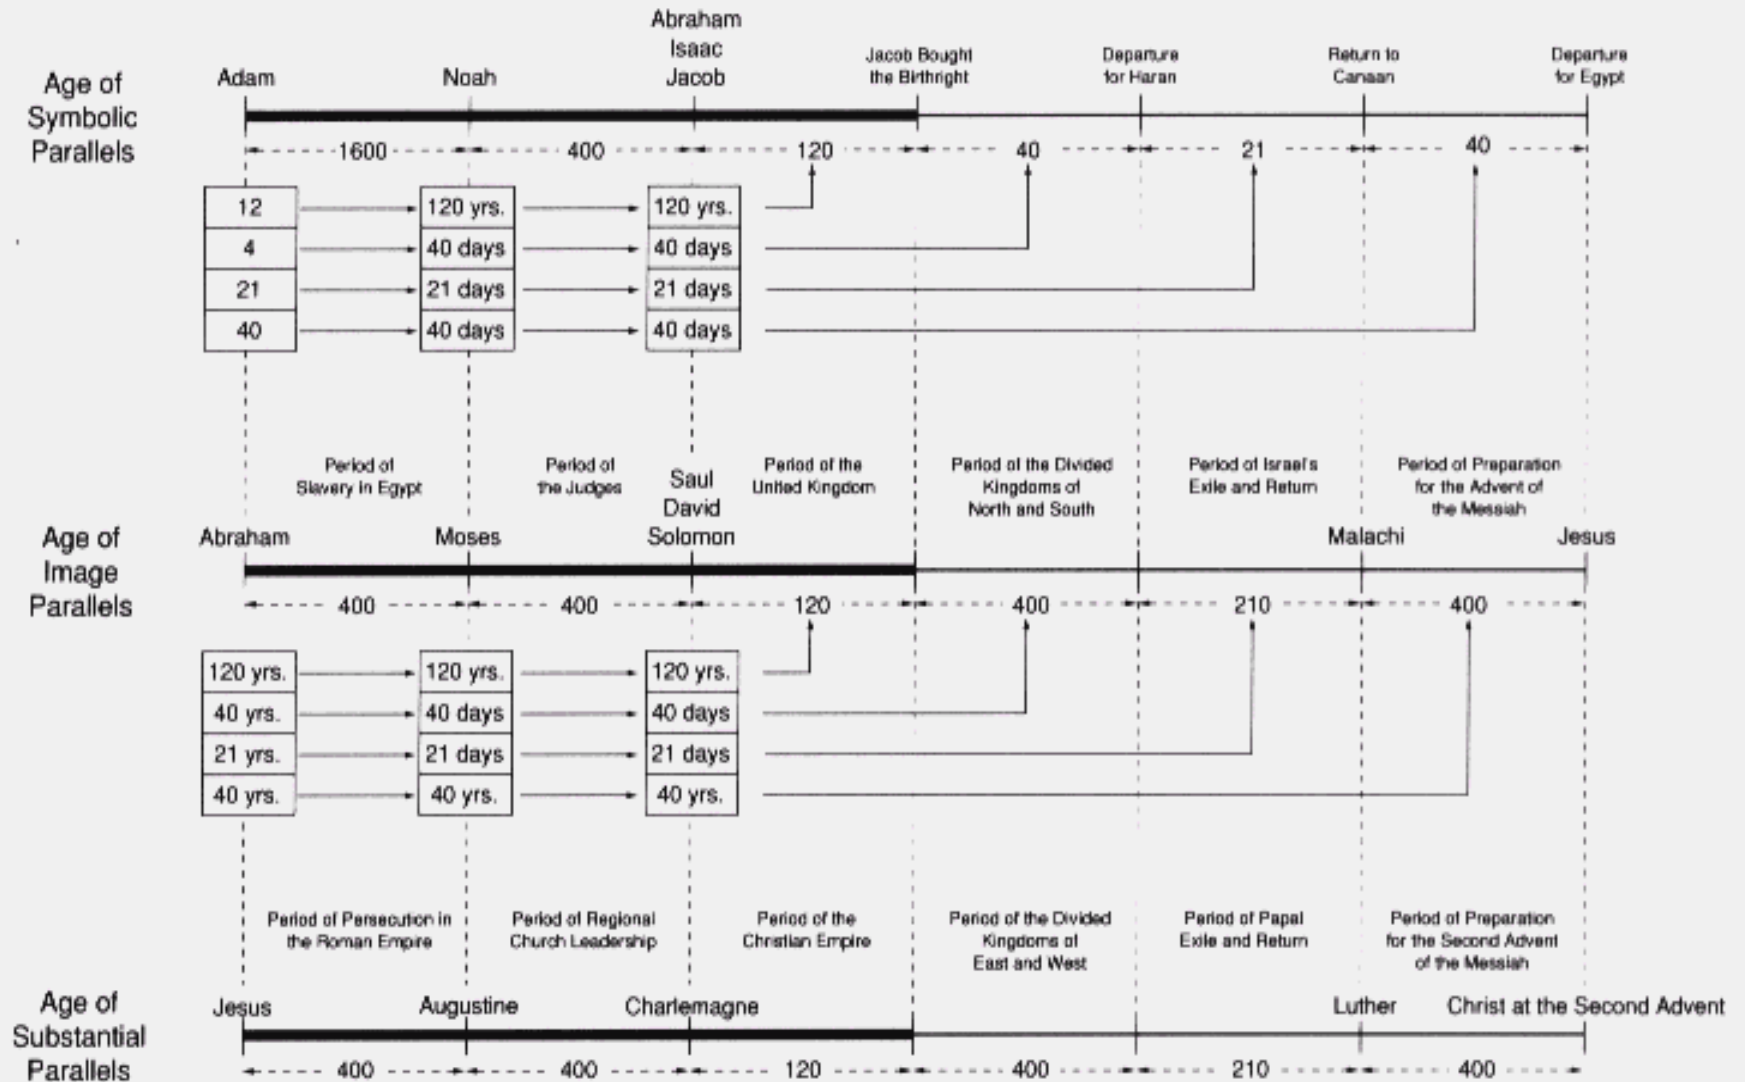 Abraham
Isaac
Jacob
Adam
Noah
Jacob Bought
the Birthright
Departure
for Haran
Return to
Canaan
Departure
for Egypt
Age of
Symbolic
Parallels
1600 400 120 40 21 40
12 120 yrs. 120 yrs.
4 40 days 40 days
21 21 days 21 days
40 40 days 40 days
Period of
Slavery in Egypt
Period of
the Judges
Saul
David
Solomon
Period of the
United Kingdom
Period of the Divided
Kingdoms of
North and South
Period of Israel's
Exile and Return
Period of Preparation
for the Advent of
the Messiah
Age of
Image
Parallels
Abraham
Moses
Malachi
Jesus
400 400 120 400 210 400
120 yrs. 120 yrs. 120 yrs.
40 yrs. 40 days 40 days
21 yrs. 21 days 21 days
40 yrs. 40 yrs. 40 yrs.
Period of Persecution in
the Roman Empire
Period of Regional
Church Leadership
Period of the
Christian Empire
Period of the Divided
Kingdoms of
East and West
Period of Papal
Exile and Return
Period of Preparation
for the Second Advent
of the Messiah
Age of
Substantial
Parallels
Jesus
Augustine
Charlemagne
Luther
Christ at the Second Advent
400 400 120 400 210 400